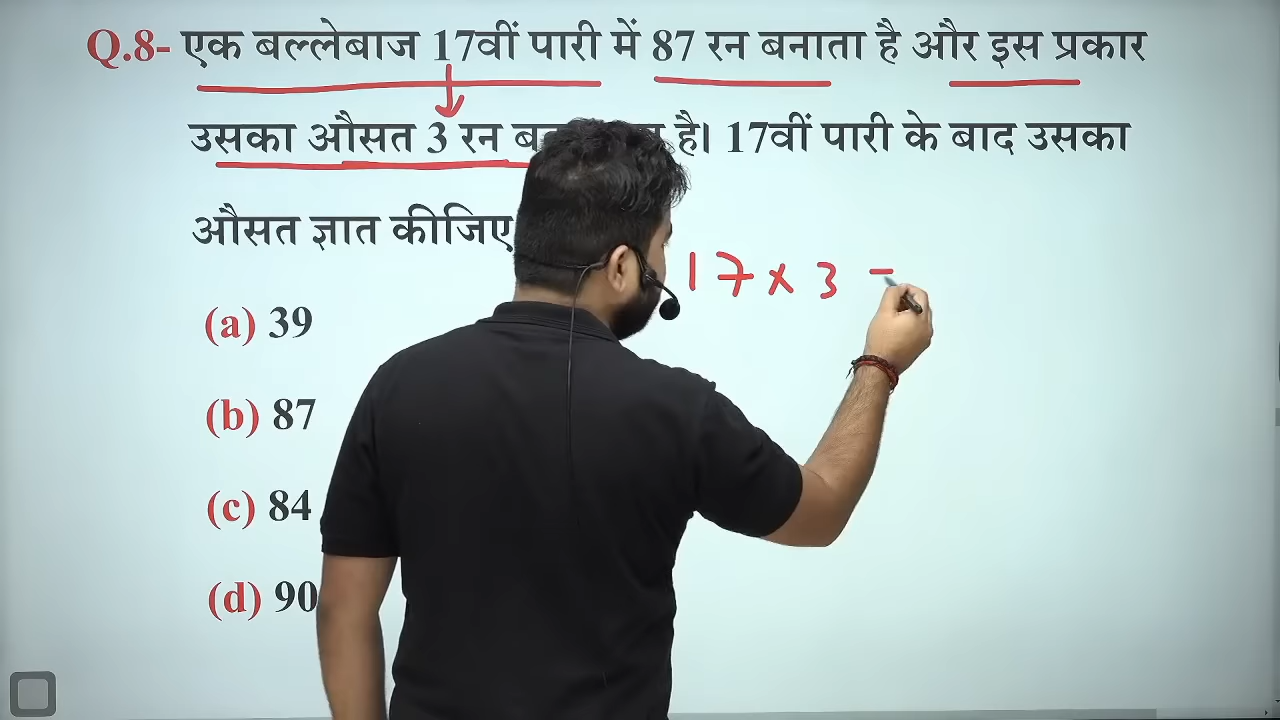 Q.8- एक बल्लेबाज 17वीं पारी में 87 रन बनाता है और इस प्रकार
उसका औसत 3 रन है। 17वीं पारी के बाद उसका
औसत ज्ञात कीजिए
17 x 3
(a) 39
(b) 87
(c) 84
(d) 90